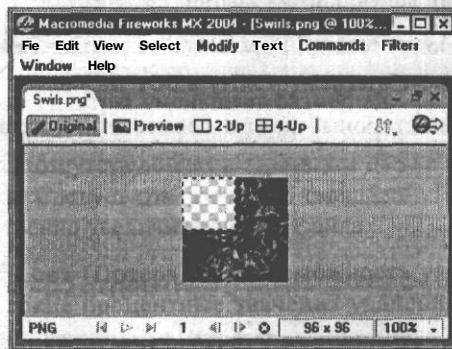 Macromedia Fireworks MX 2004 - [Swirls.png @ 100%...
Fie Edit View Select Modify Text Commands Filters
Window Help
Swirls.png*
Original Preview 2-Up 4-Up
PNG 1 96 x 96 100%